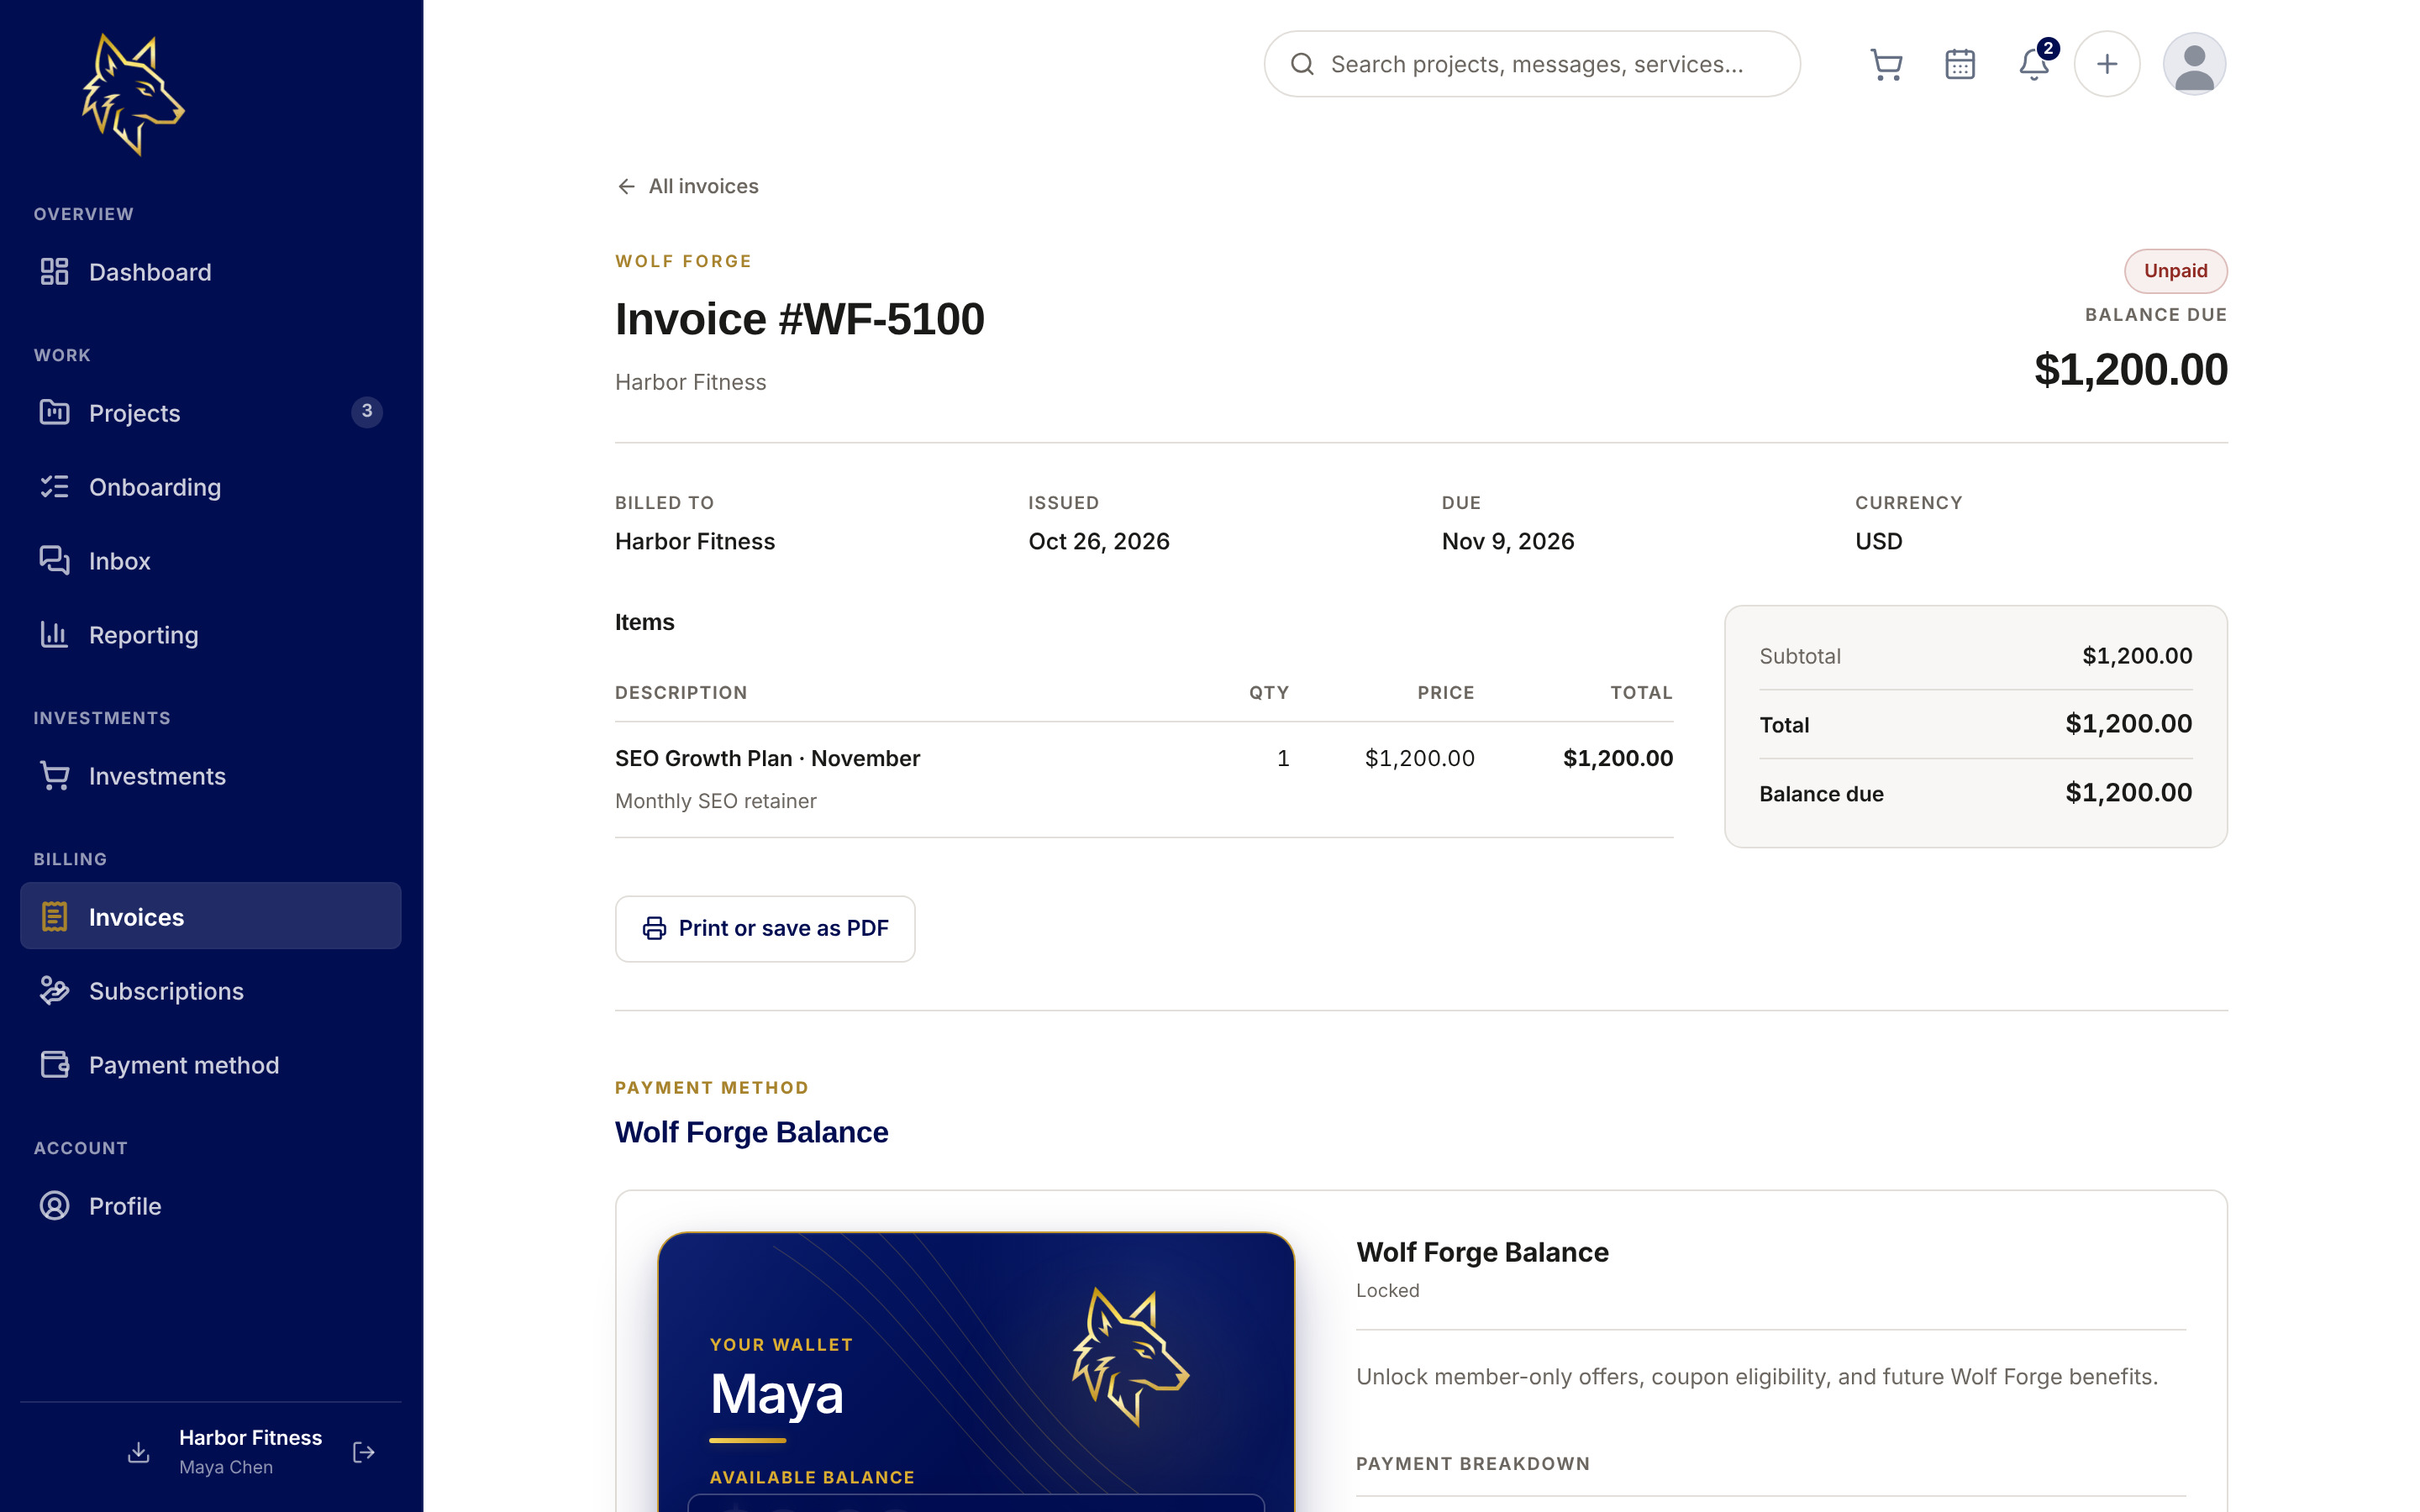 OVERVIEW
Dashboard
WORK
Projects 3
Onboarding
Inbox
Reporting
INVESTMENTS
Investments
BILLING
Invoices
Subscriptions
Payment method
ACCOUNT
Profile
Harbor Fitness
Maya Chen
Search projects, messages, services...
2
All invoices
WOLF FORGE
Invoice #WF-5100
Harbor Fitness
Unpaid
BALANCE DUE
$1,200.00
BILLED TO ISSUED DUE CURRENCY
Harbor Fitness Oct 26, 2026 Nov 9, 2026 USD
Items
DESCRIPTION QTY PRICE TOTAL
SEO Growth Plan · November 1 $1,200.00 $1,200.00
Monthly SEO retainer
Subtotal $1,200.00
Total $1,200.00
Balance due $1,200.00
Print or save as PDF
PAYMENT METHOD
Wolf Forge Balance
YOUR WALLET
Maya
AVAILABLE BALANCE
Wolf Forge Balance
Locked
Unlock member-only offers, coupon eligibility, and future Wolf Forge benefits.
PAYMENT BREAKDOWN